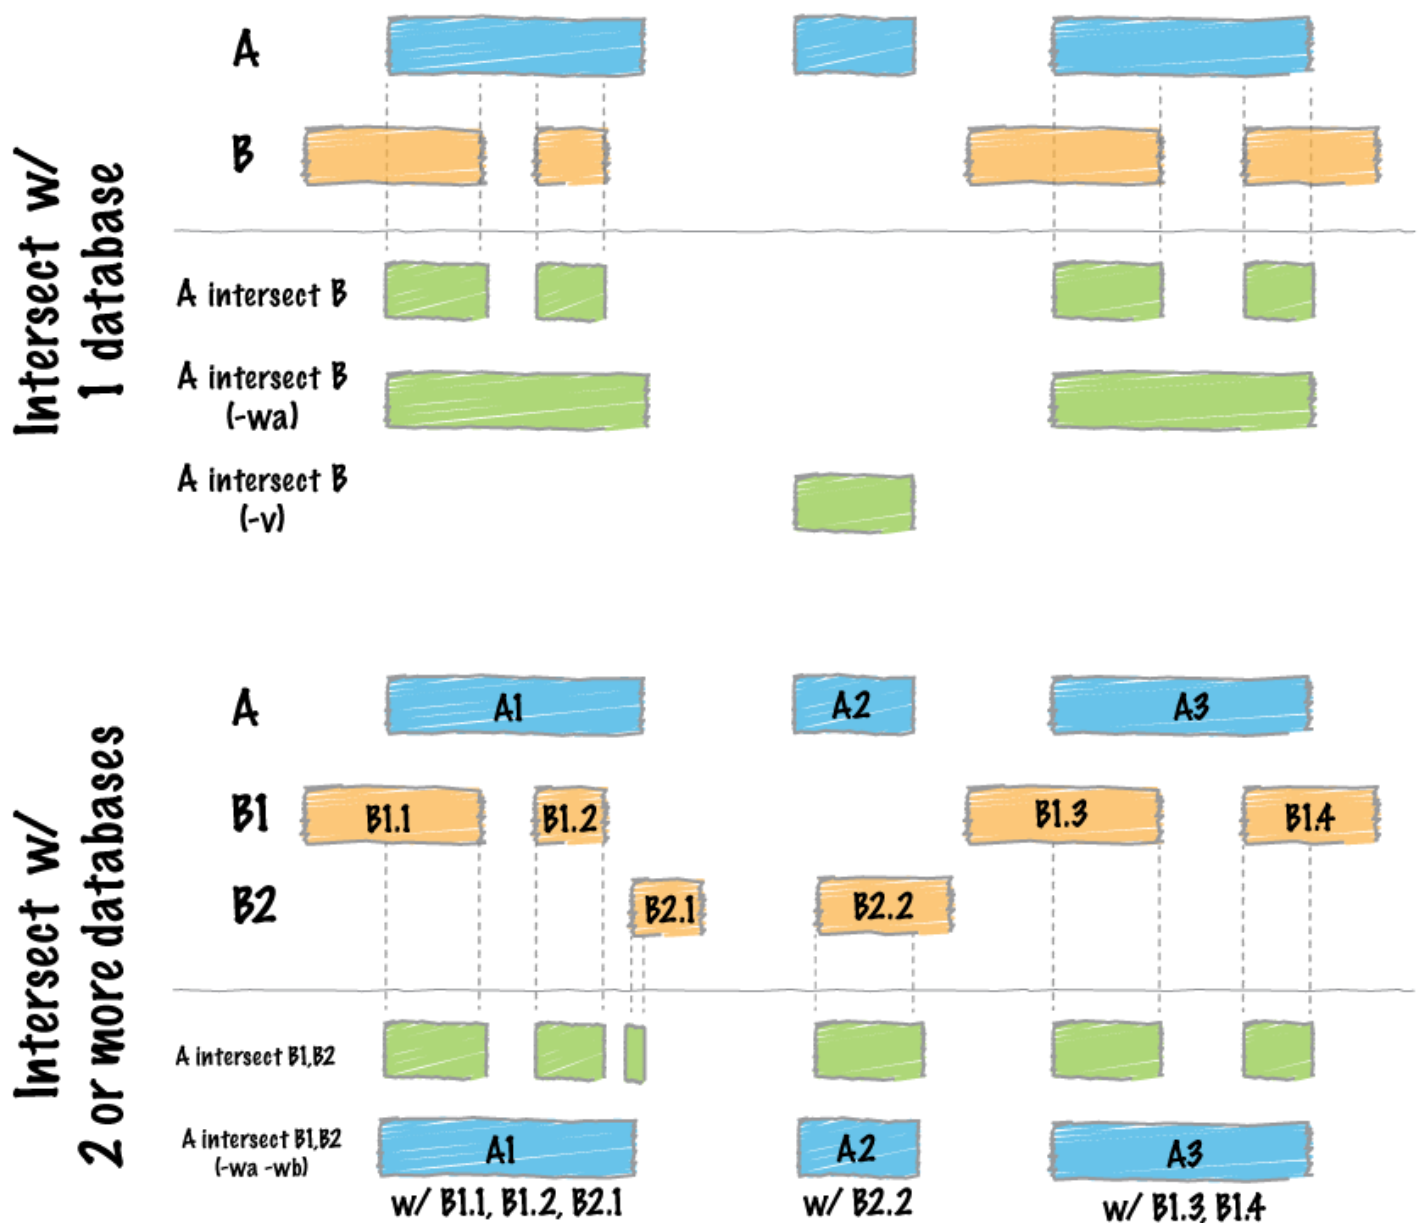 Intersect w/
1 database
A
B
A intersect B
A intersect B
(-wa)
A intersect B
(-v)
Intersect w/
2 or more databases
A
A1
A2
A3
B1
B1.1
B1.2
B1.3
B1.4
B2
B2.1
B2.2
A intersect B1,B2
A intersect B1,B2
(-wa -wb)
A1
A2
A3
w/ B1.1, B1.2, B2.1
w/ B2.2
w/ B1.3, B1.4